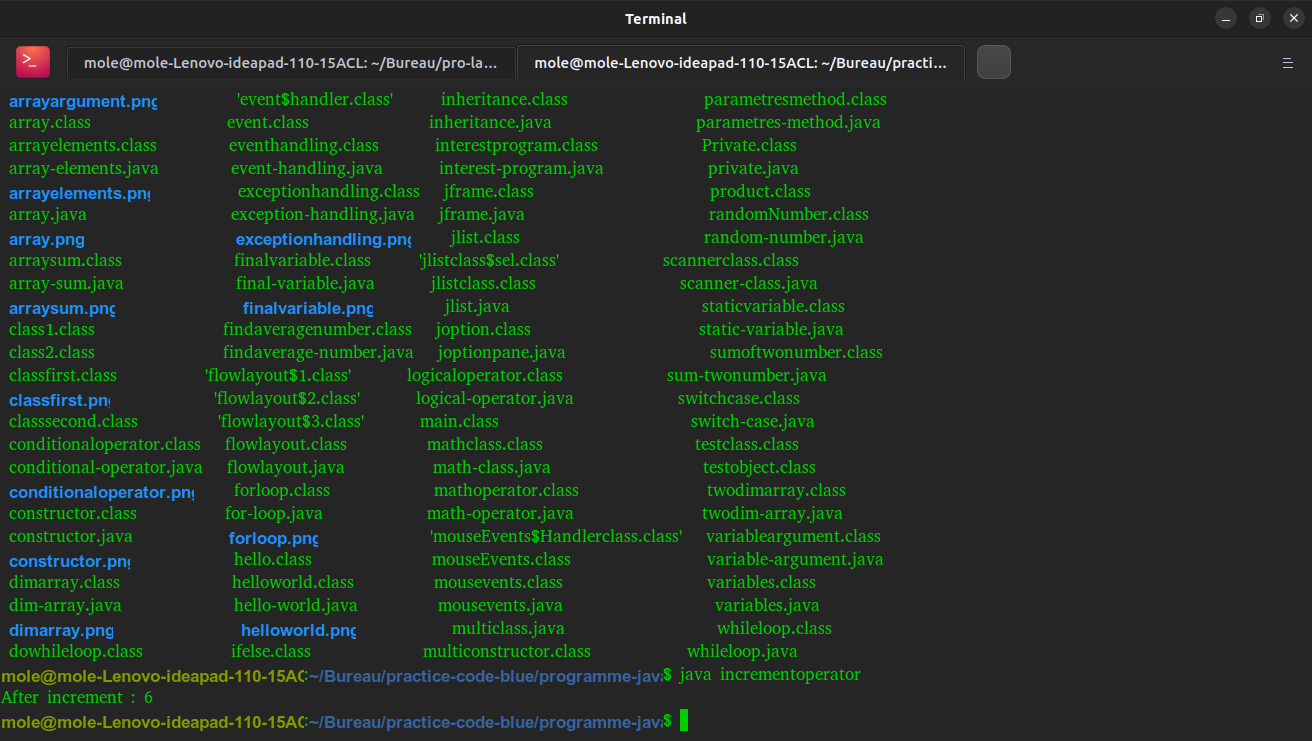 Terminal
>_
mole@mole-Lenovo-ideapad-110-15ACL: ~/Bureau/pro-la... mole@mole-Lenovo-ideapad-110-15ACL: ~/Bureau/practi...
arrayargument.png 'event$handler.class' inheritance.class parametresmethod.class
array.class event.class inheritance.java parametres-method.java
arrayelements.class eventhandling.class interestprogram.class Private.class
array-elements.java event-handling.java interest-program.java private.java
arrayelements.png exceptionhandling.class jframe.class product.class
array.java exception-handling.java jframe.java randomNumber.class
array.png exceptionhandling.png jlist.class random-number.java
arraysum.class finalvariable.class 'jlistclass$sel.class' scannerclass.class
array-sum.java final-variable.java jlistclass.class scanner-class.java
arraysum.png finalvariable.png jlist.java staticvariable.class
class1.class findaveragenumber.class joption.class static-variable.java
class2.class findaverage-number.java joptionpane.java sumoftwonumber.class
classfirst.class 'flowlayout$1.class' logicaloperator.class sum-twonumber.java
classfirst.png 'flowlayout$2.class' logical-operator.java switchcase.class
classsecond.class 'flowlayout$3.class' main.class switch-case.java
conditionaloperator.class flowlayout.class mathclass.class testclass.class
conditional-operator.java flowlayout.java math-class.java testobject.class
conditionaloperator.png forloop.class mathoperator.class twodimarray.class
constructor.class for-loop.java math-operator.java twodim-array.java
constructor.java forloop.png 'mouseEvents$Handlerclass.class' variableargument.class
constructor.png hello.class mouseEvents.class variable-argument.java
dimarray.class helloworld.class mousevents.class variables.class
dim-array.java hello-world.java mousevents.java variables.java
dimarray.png helloworld.png multiclass.java whileloop.class
dowhileloop.class ifelse.class multiconstructor.class whileloop.java
mole@mole-Lenovo-ideapad-110-15AC:~/Bureau/practice-code-blue/programme-java$ java incrementoperator
After increment : 6
mole@mole-Lenovo-ideapad-110-15AC:~/Bureau/practice-code-blue/programme-java$